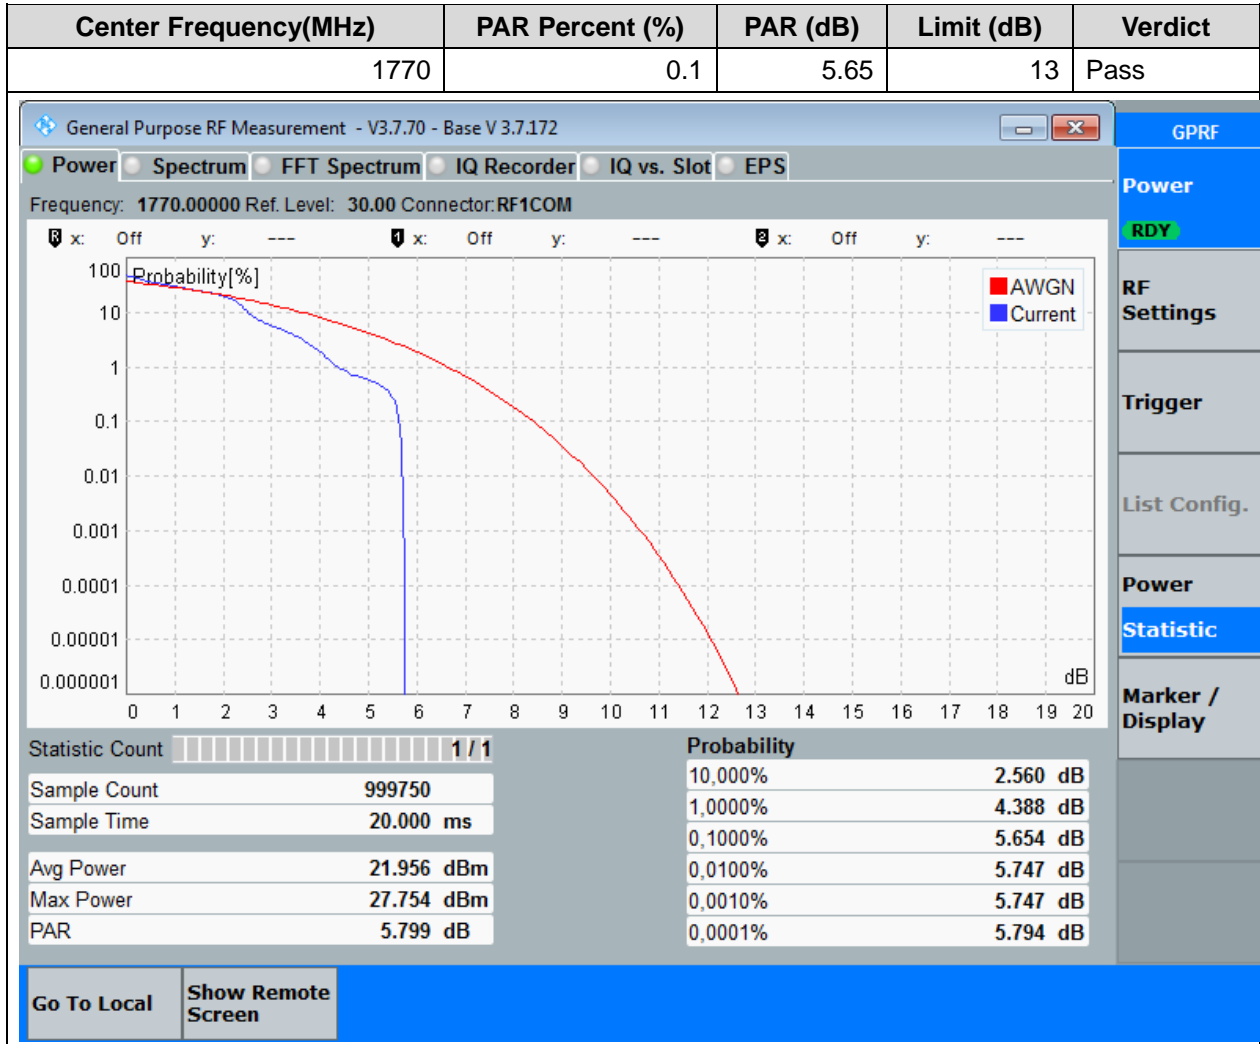 Center Frequency(MHz) PAR Percent (%) PAR (dB) Limit (dB) Verdict
1770 0.1 5.65 13 Pass
General Purpose RF Measurement - V3.7.70 - Base V 3.7.172
GPRF
Power Spectrum FFT Spectrum IQ Recorder IQ vs. Slot EPS
Power
RDY
Frequency: 1770.00000 Ref. Level: 30.00 Connector:RF1COM
R x: Off y: --- 1 x: Off y: --- 2 x: Off y: ---
Probability[%]
AWGN
Current
100
10
1
0.1
0.01
0.001
0.0001
0.00001
0.000001
dB
0 1 2 3 4 5 6 7 8 9 10 11 12 13 14 15 16 17 18 19 20
RF
Settings
Trigger
List Config.
Power
Statistic
Marker /
Display
Statistic Count 1 / 1
Sample Count 999750
Sample Time 20.000 ms
Avg Power 21.956 dBm
Max Power 27.754 dBm
PAR 5.799 dB
Probability
10,000% 2.560 dB
1,0000% 4.388 dB
0,1000% 5.654 dB
0,0100% 5.747 dB
0,0010% 5.747 dB
0,0001% 5.794 dB
Go To Local
Show Remote
Screen